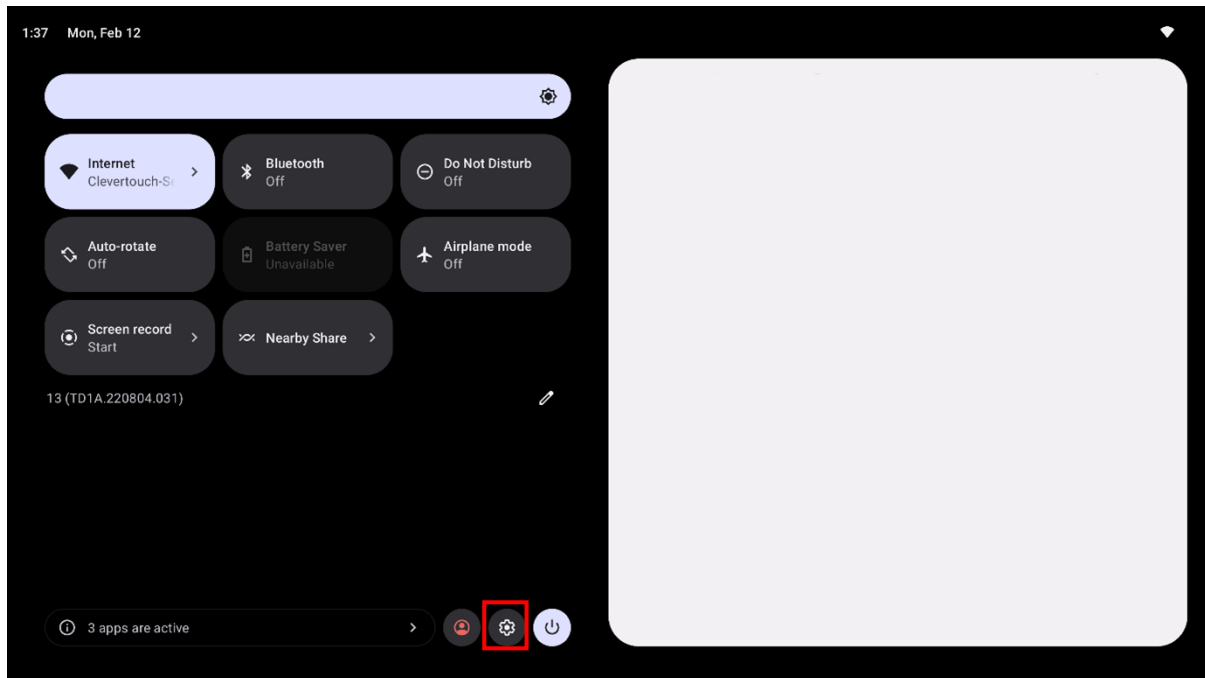 1:37 Mon, Feb 12
Internet
Clevertouch-Se
Bluetooth
Off
Do Not Disturb
Off
Auto-rotate
Off
Battery Saver
Unavailable
Airplane mode
Off
Screen record
Start
Nearby Share
13 (TD1A.220804.031)
3 apps are active